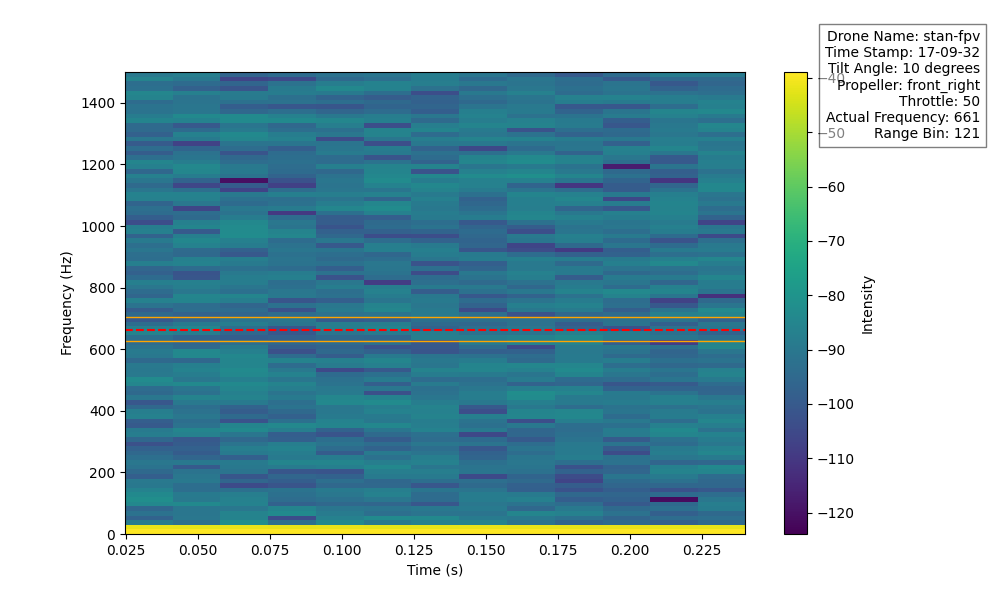 Drone Name: stan-fpv
Time Stamp: 17-09-32
Tilt Angle: 10 degrees
Propeller: front_right
Throttle: 50
Actual Frequency: 661
Range Bin: 121
1400
1200
1000
800
600
400
200
0
Frequency (Hz)
0.025 0.050 0.075 0.100 0.125 0.150 0.175 0.200 0.225
Time (s)
−40
−50
−60
−70
−80
−90
−100
−110
−120
Intensity